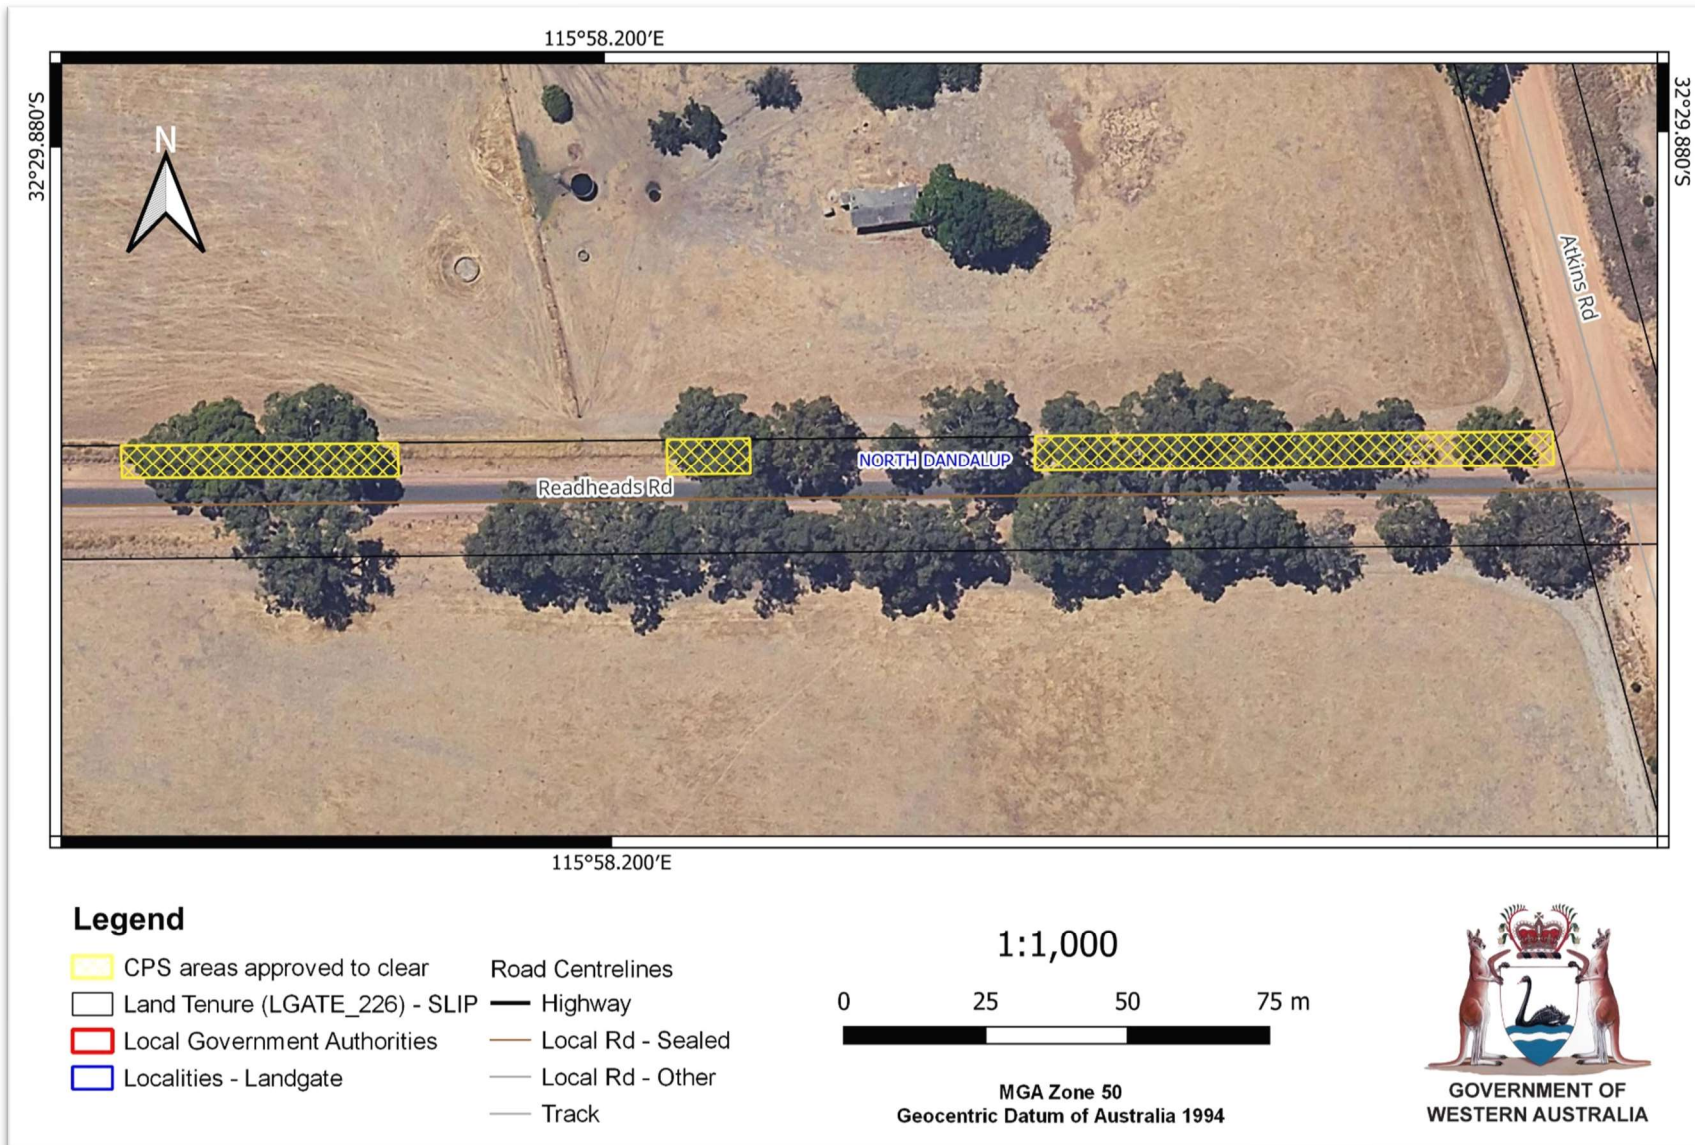 115°58.200'E
32°29.880'S
32°29.880'S
N
Atkins Rd
NORTH DANDALUP
Readheads Rd
115°58.200'E
Legend
CPS areas approved to clear
Land Tenure (LGATE_226) - SLIP
Local Government Authorities
Localities - Landgate
Road Centrelines
Highway
Local Rd - Sealed
Local Rd - Other
Track
1:1,000
0 25 50 75 m
MGA Zone 50
Geocentric Datum of Australia 1994
GOVERNMENT OF
WESTERN AUSTRALIA